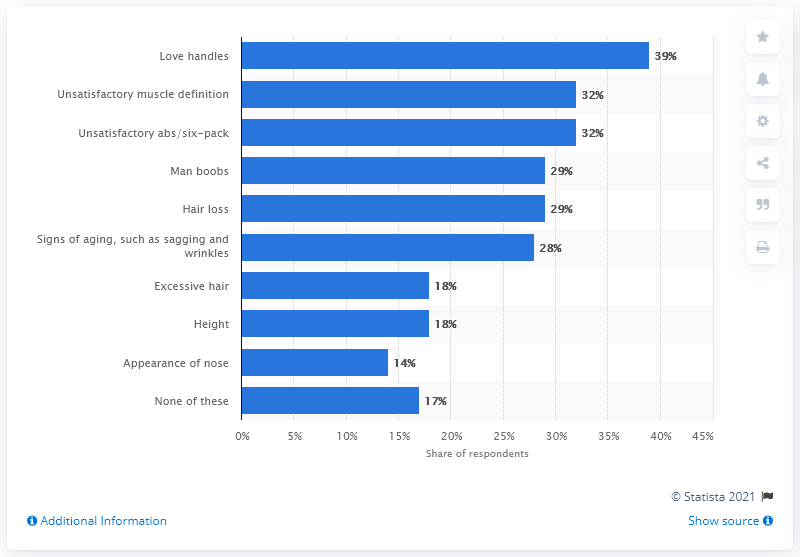 Love handles 39%
Unsatisfactory muscle definition 32%
Unsatisfactory abs/six-pack 32%
Man boobs 29%
Hair loss 29%
Signs of aging, such as sagging and
wrinkles 28%
Excessive hair 18%
Height 18%
Appearance of nose 14%
None of these 17%
0% 5% 10% 15% 20% 25% 30% 35% 40% 45%
Share of respondents
© Statista 2021
Additional Information Show source